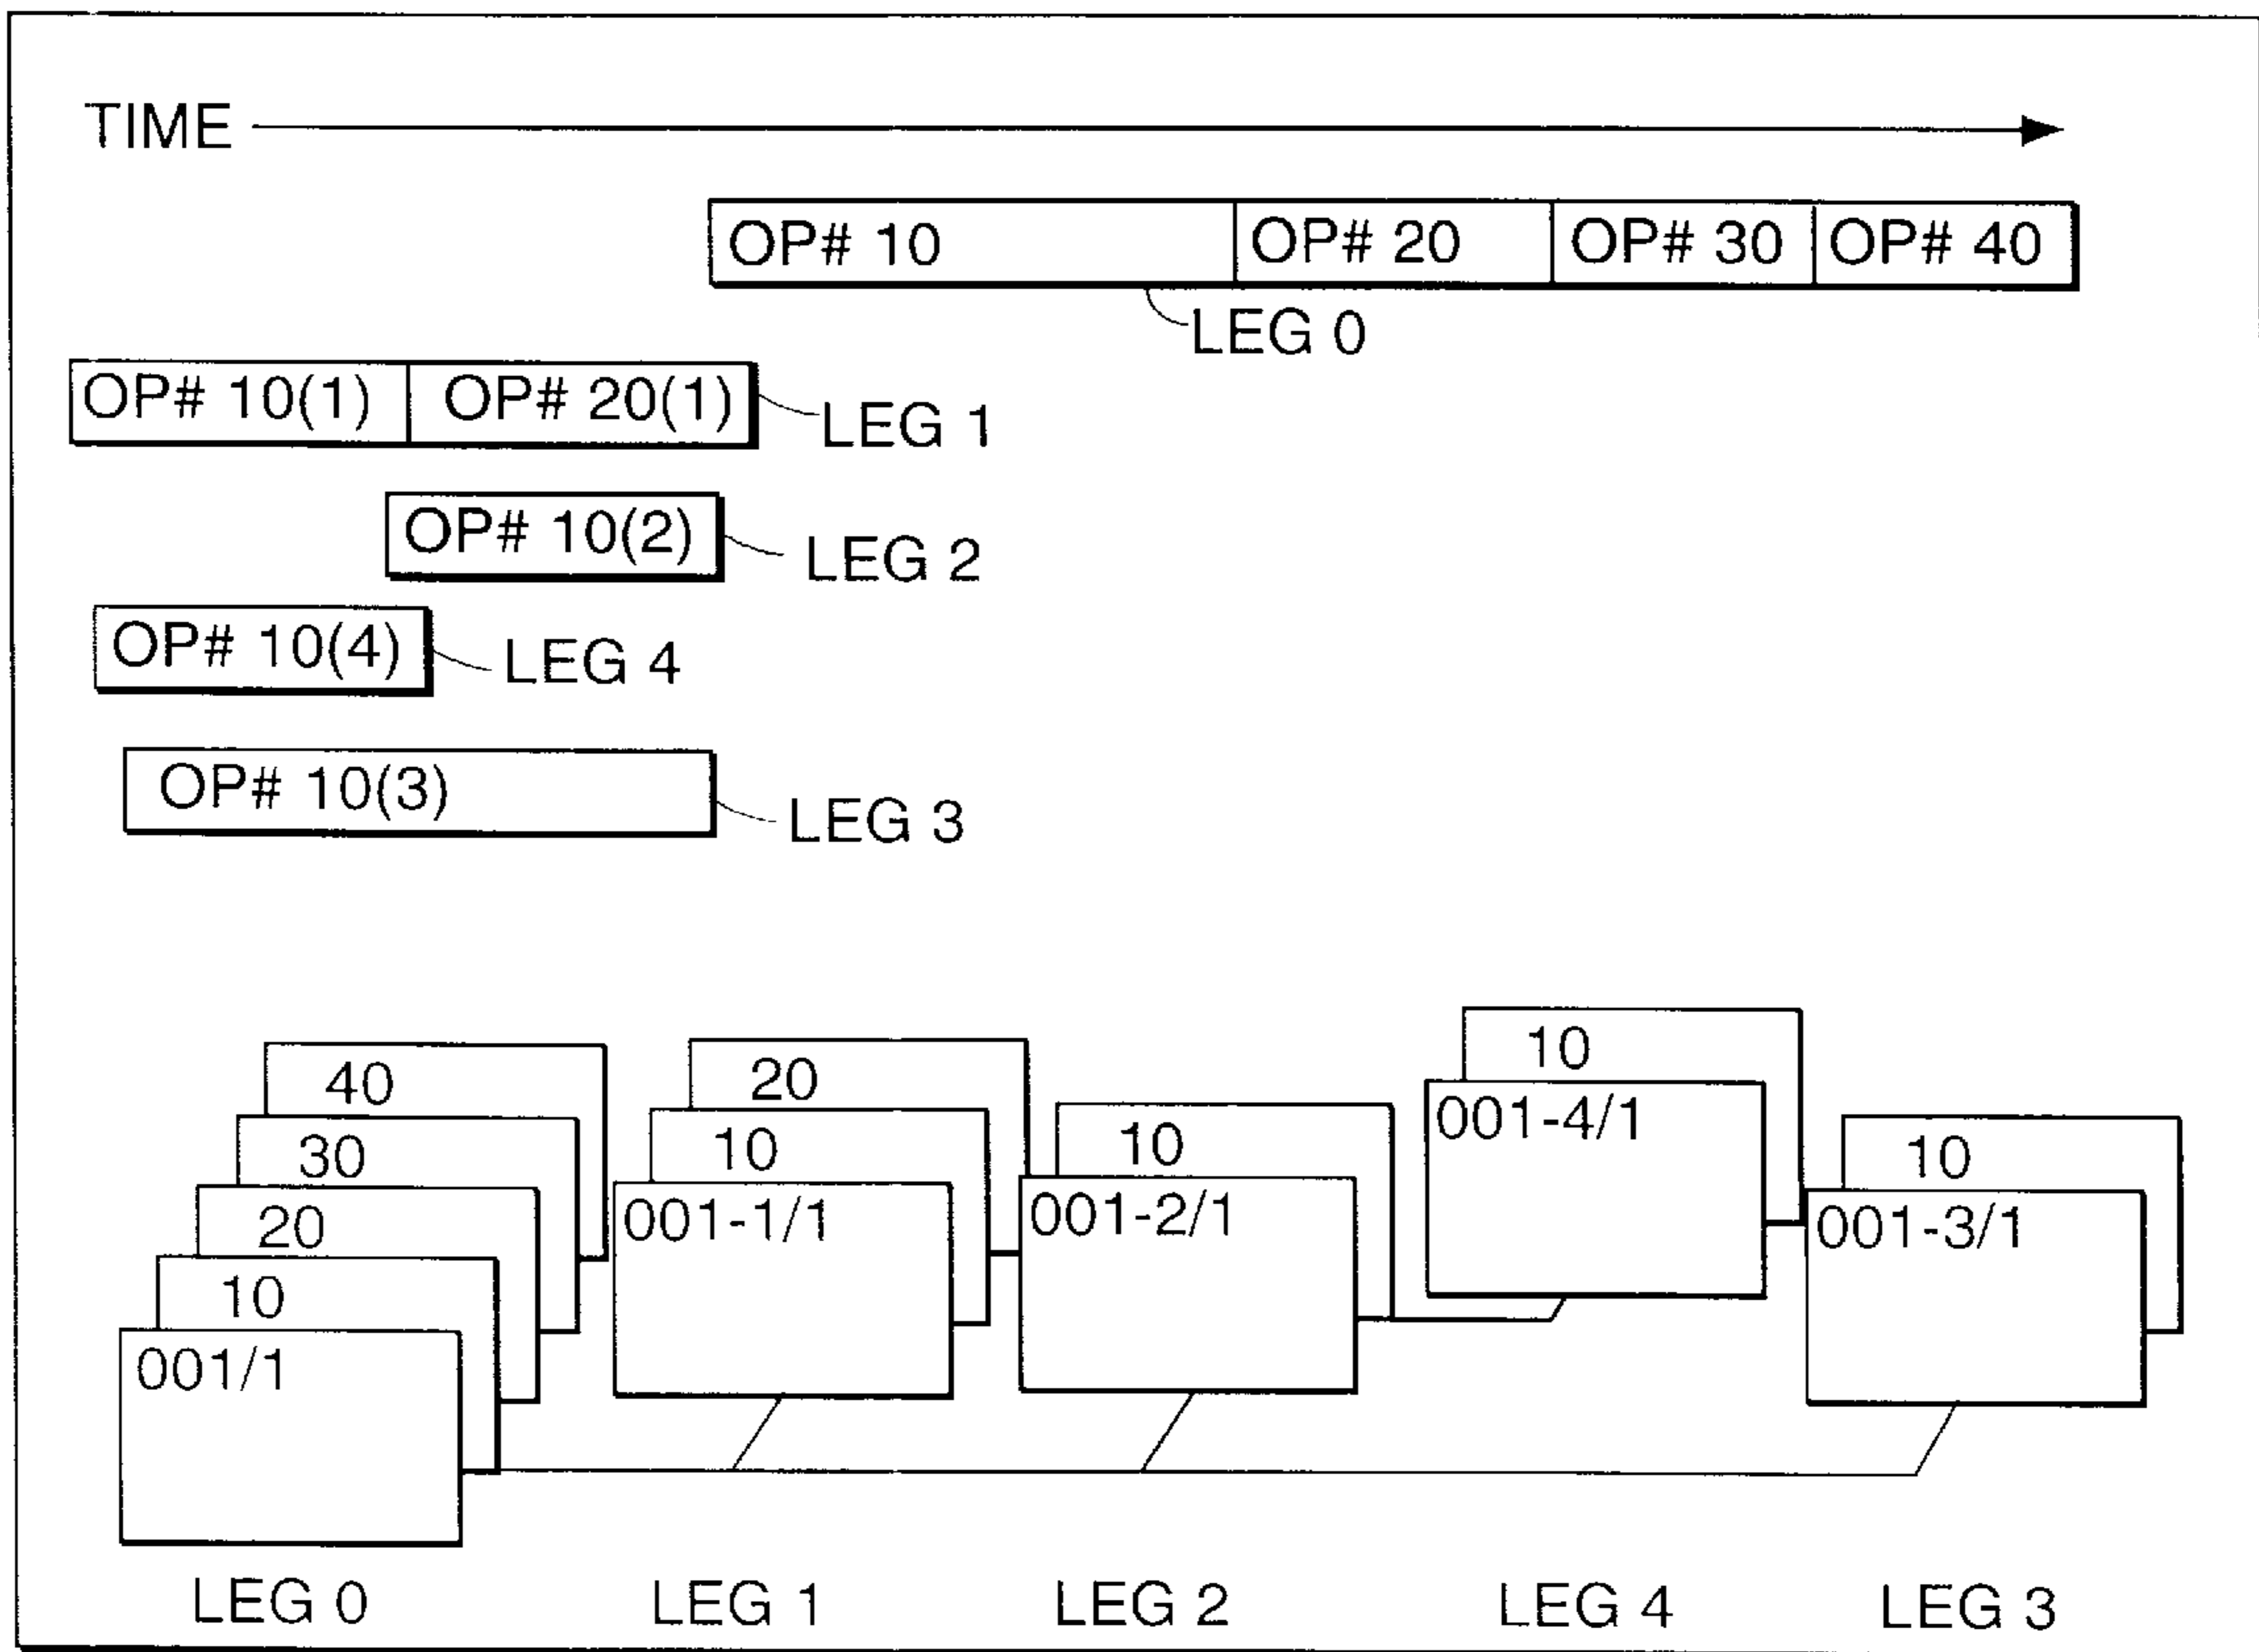 TIME
OP# 10 OP# 20 OP# 30 OP# 40
LEG 0
OP# 10(1) OP# 20(1)
LEG 1
OP# 10(2)
LEG 2
OP# 10(4)
LEG 4
OP# 10(3)
LEG 3
40
30
20
10
001/1
20
10
001-1/1
10
001-2/1
10
001-4/1
10
001-3/1
LEG 0 LEG 1 LEG 2 LEG 4 LEG 3